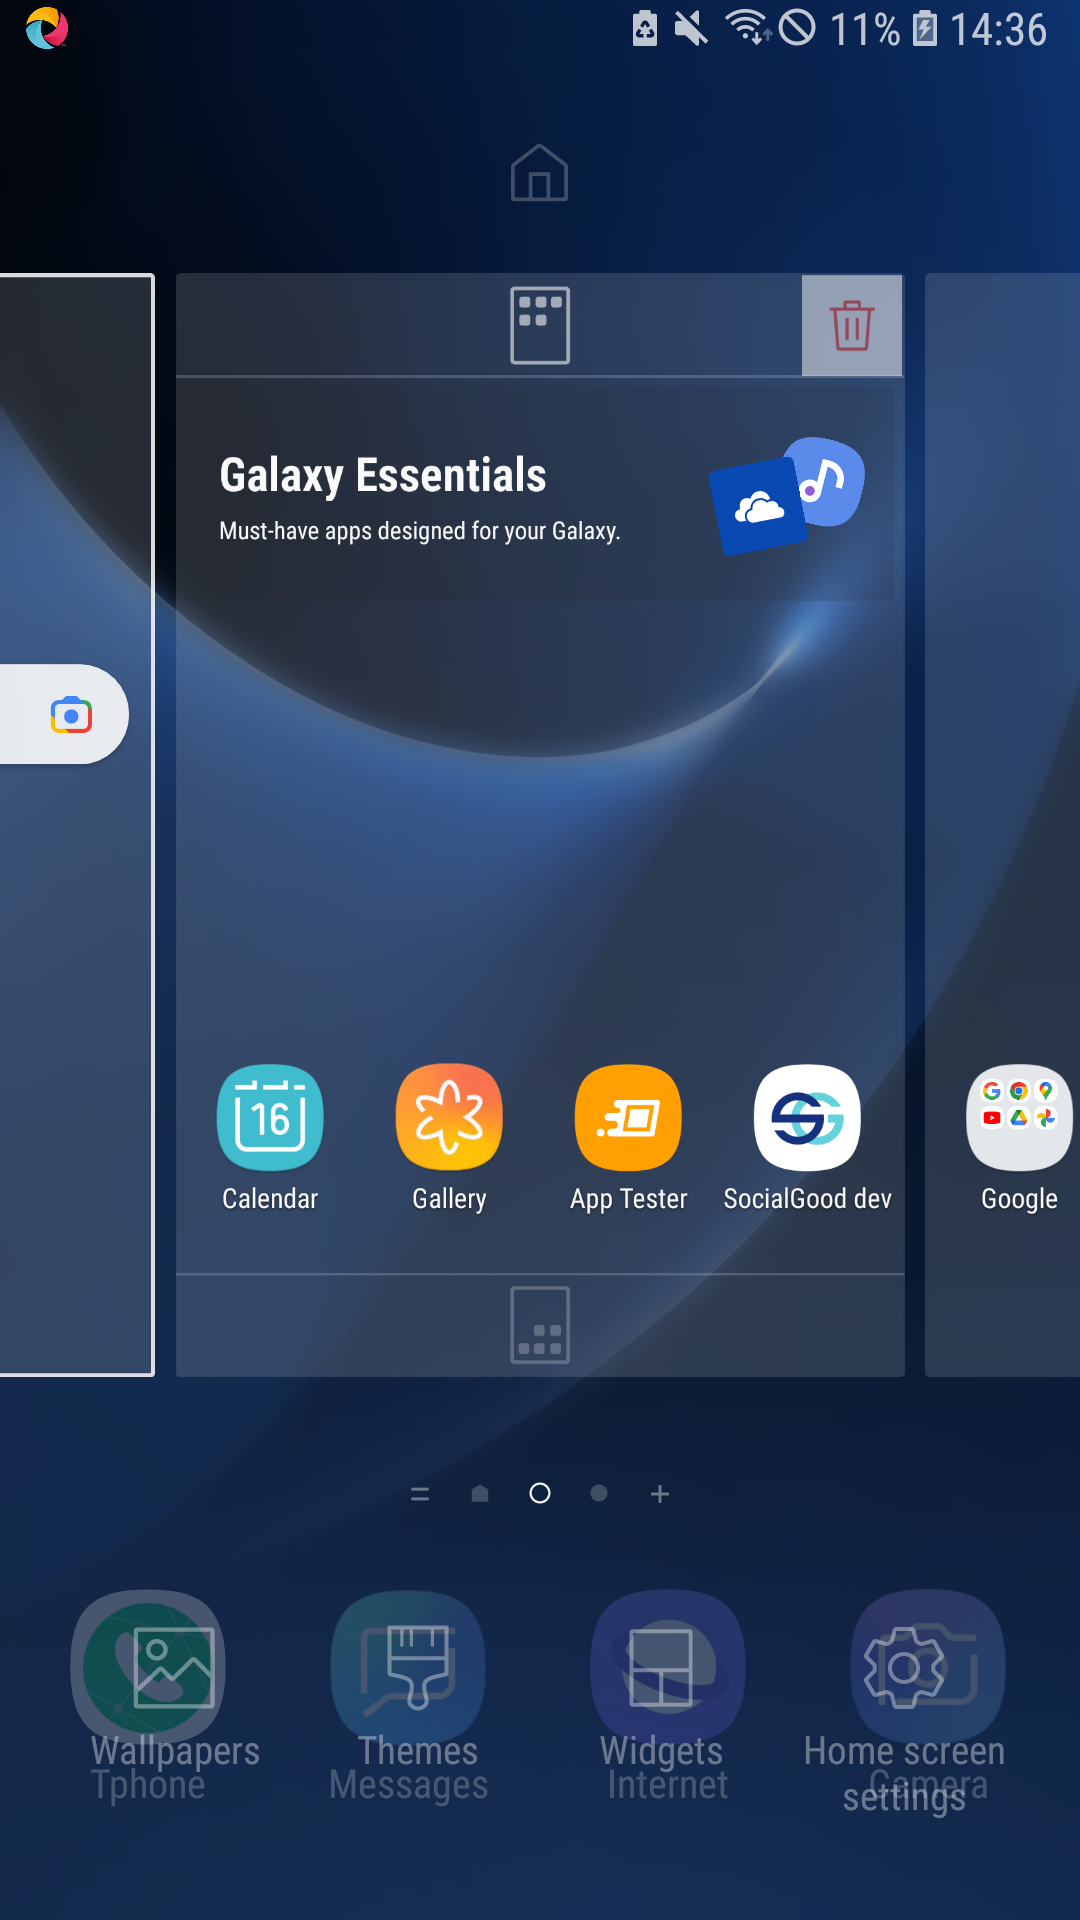 11% 14:36
Galaxy Essentials
Must-have apps designed for your Galaxy.
16
Calendar Gallery App Tester SocialGood dev Google
Wallpapers Themes Widgets Home screen settings
Tphone Messages Internet Camera